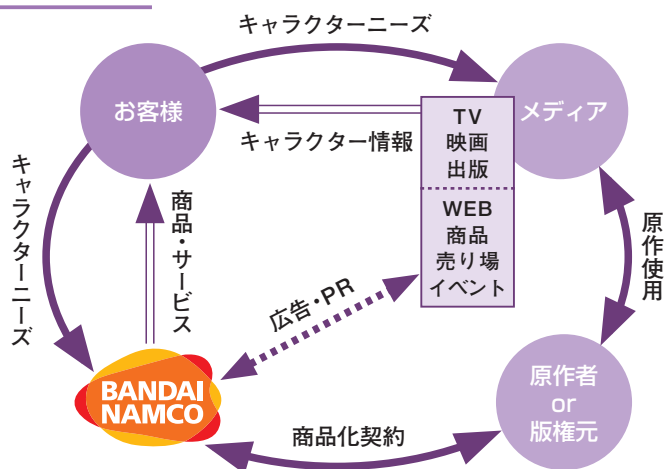 キャラクターニーズ
お客様
メディア
TV
映画
出版
WEB
商品
売り場
イベント
キャラクター情報
キャラクターニーズ
商品・サービス
広告・PR
原作使用
BANDAI
NAMCO
商品化契約
原作者
or
版権元